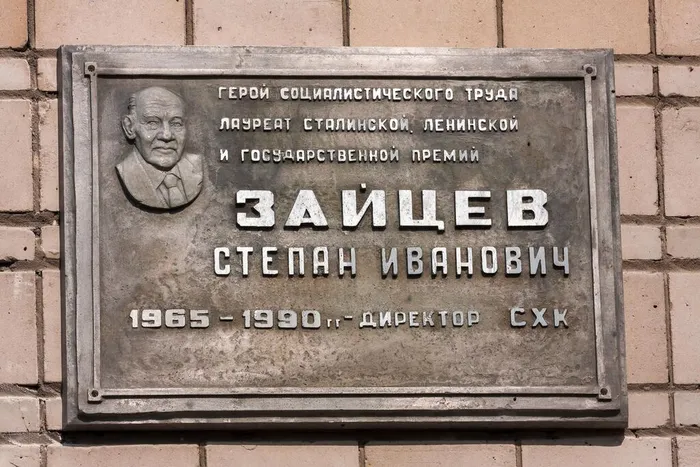 ГЕРОЙ СОЦИАЛИСТИЧЕСКОГО ТРУДА
ЛАУРЕАТ СТАЛИНСКОЙ, ЛЕНИНСКОЙ
И ГОСУДАРСТВЕННОЙ ПРЕМИЙ
ЗАЙЦЕВ
СТЕПАН ИВАНОВИЧ
1965 - 1990 гг - ДИРЕКТОР СХК